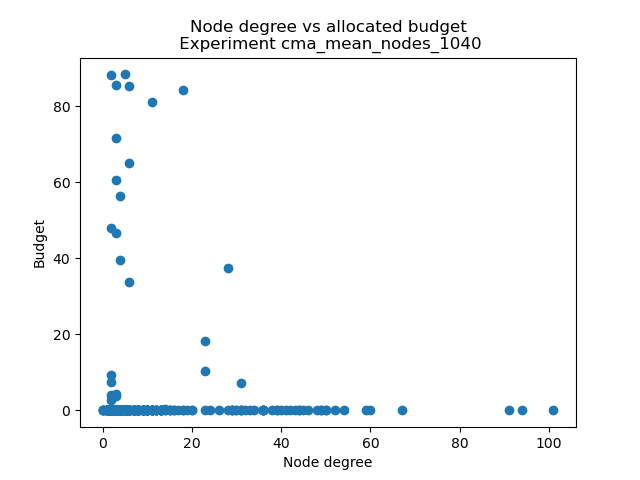 Node degree vs allocated budget
Experiment cma_mean_nodes_1040
80
60
40
20
0
Budget
0 20 40 60 80 100
Node degree